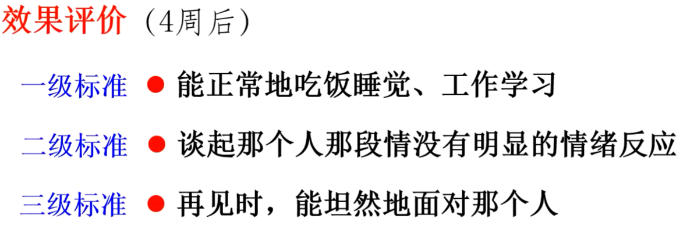 效果评价（4周后）
一级标准 ● 能正常地吃饭睡觉、工作学习
二级标准 ● 谈起那个人那段情没有明显的情绪反应
三级标准 ● 再见时，能坦然地面对那个人